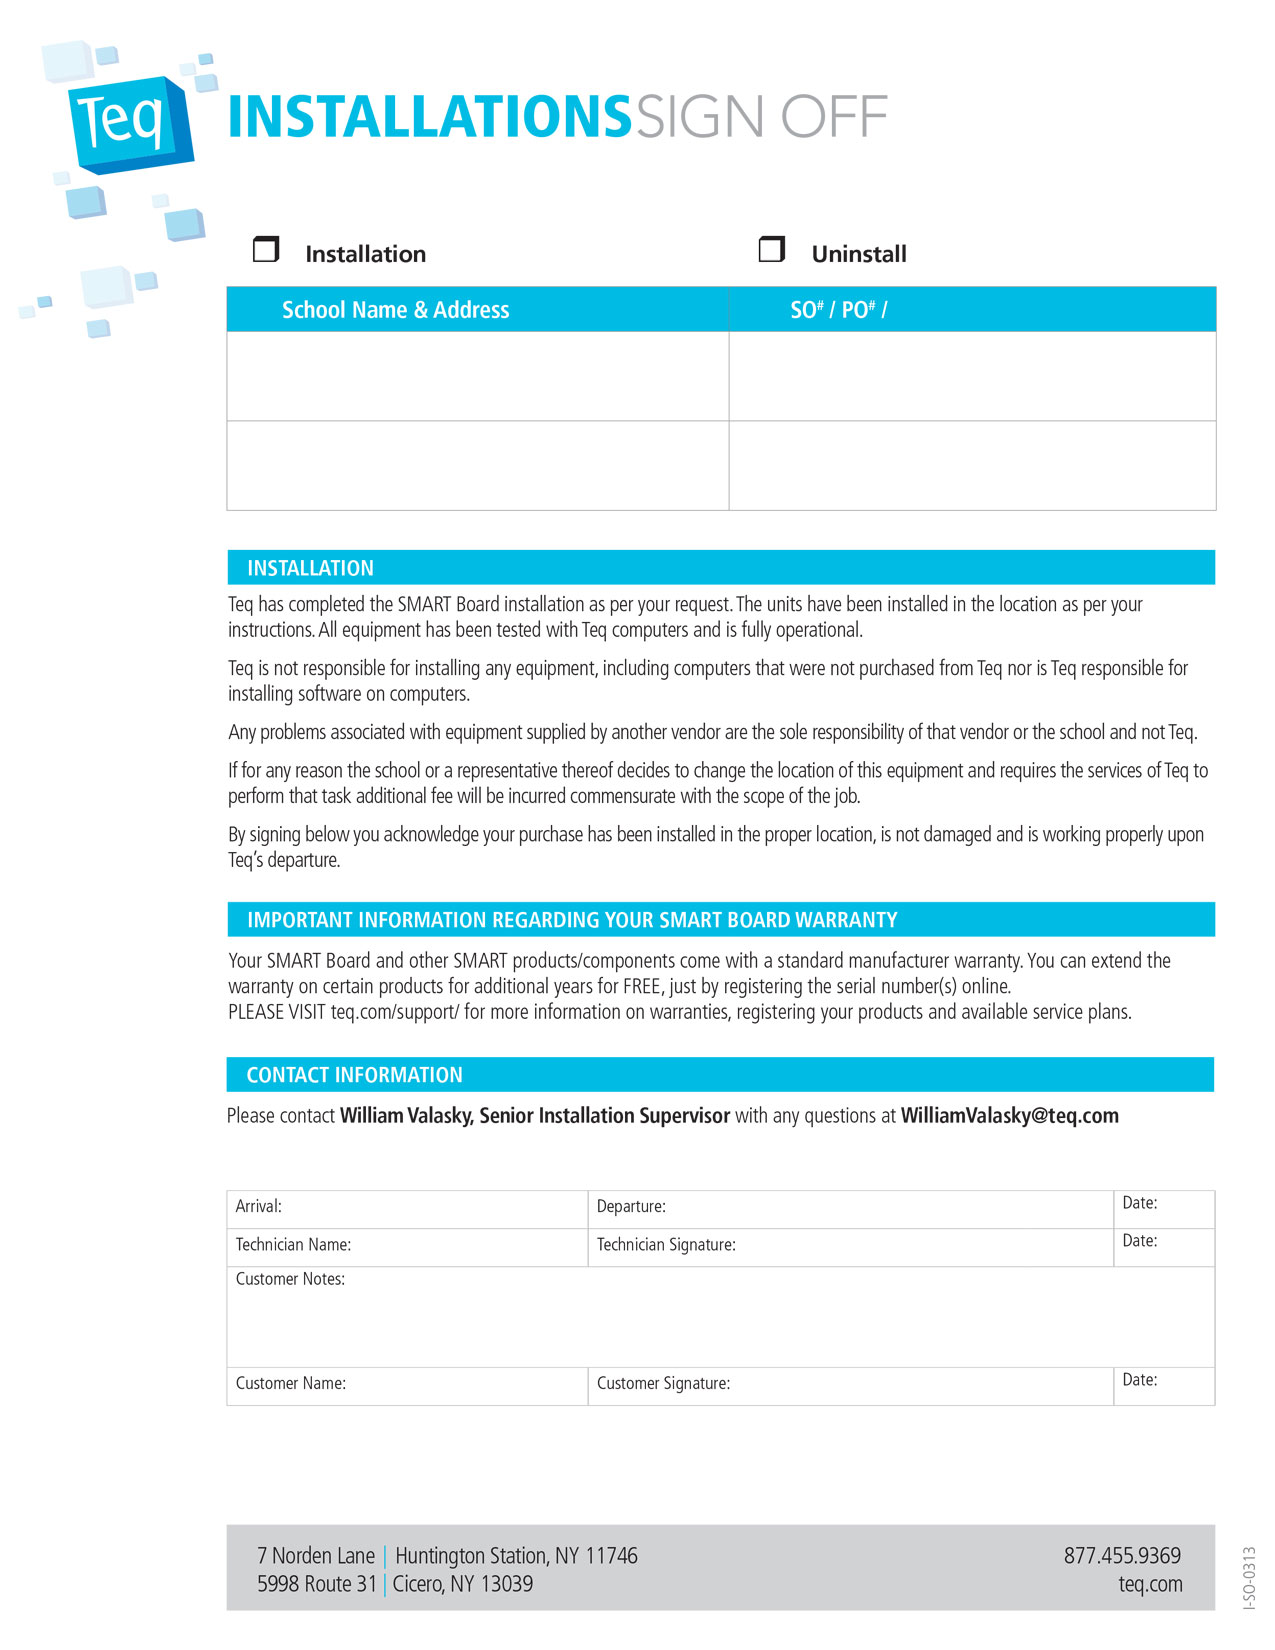 Teq
INSTALLATIONS SIGN OFF
❒ Installation
❒ Uninstall
School Name & Address
SO# / PO# /
INSTALLATION
Teq has completed the SMART Board installation as per your request. The units have been installed in the location as per your
instructions. All equipment has been tested with Teq computers and is fully operational.
Teq is not responsible for installing any equipment, including computers that were not purchased from Teq nor is Teq responsible for
installing software on computers.
Any problems associated with equipment supplied by another vendor are the sole responsibility of that vendor or the school and not Teq.
If for any reason the school or a representative thereof decides to change the location of this equipment and requires the services of Teq to
perform that task additional fee will be incurred commensurate with the scope of the job.
By signing below you acknowledge your purchase has been installed in the proper location, is not damaged and is working properly upon
Teq's departure.
IMPORTANT INFORMATION REGARDING YOUR SMART BOARD WARRANTY
Your SMART Board and other SMART products/components come with a standard manufacturer warranty. You can extend the
warranty on certain products for additional years for FREE, just by registering the serial number(s) online.
PLEASE VISIT teq.com/support/ for more information on warranties, registering your products and available service plans.
CONTACT INFORMATION
Please contact William Valasky, Senior Installation Supervisor with any questions at WilliamValasky@teq.com
Arrival:
Departure:
Date:
Technician Name:
Technician Signature:
Date:
Customer Notes:
Customer Name:
Customer Signature:
Date:
7 Norden Lane | Huntington Station, NY 11746
877.455.9369
5998 Route 31 | Cicero, NY 13039
teq.com
I-SO-0313